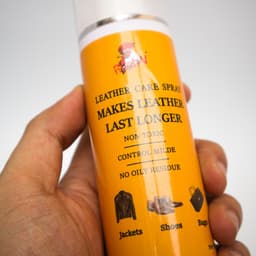 LEATHER CARE SPRAY
MAKES LEATHER
LAST LONGER
NON TOXIC
CONTROL MILDE
NO OILY RESIDUE
Jackets Shoes Bags